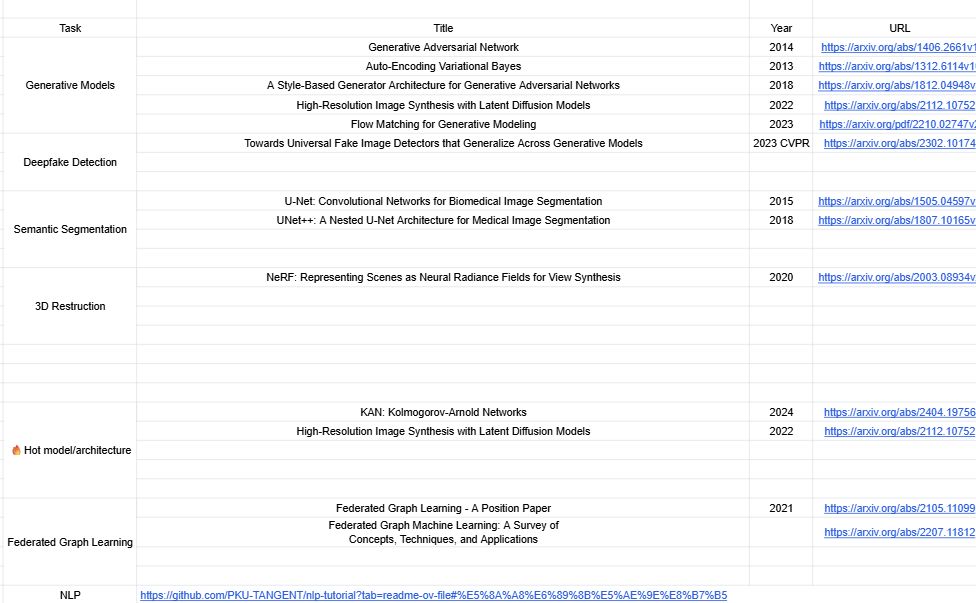 Task Title Year URL
Generative Adversarial Network 2014 https://arxiv.org/abs/1406.2661v1
Auto-Encoding Variational Bayes 2013 https://arxiv.org/abs/1312.6114v1
Generative Models A Style-Based Generator Architecture for Generative Adversarial Networks 2018 https://arxiv.org/abs/1812.04948v
High-Resolution Image Synthesis with Latent Diffusion Models 2022 https://arxiv.org/abs/2112.10752
Flow Matching for Generative Modeling 2023 https://arxiv.org/pdf/2210.02747v2
Towards Universal Fake Image Detectors that Generalize Across Generative Models 2023 CVPR https://arxiv.org/abs/2302.10174
Deepfake Detection
U-Net: Convolutional Networks for Biomedical Image Segmentation 2015 https://arxiv.org/abs/1505.04597v
UNet++: A Nested U-Net Architecture for Medical Image Segmentation 2018 https://arxiv.org/abs/1807.10165v
Semantic Segmentation
NeRF: Representing Scenes as Neural Radiance Fields for View Synthesis 2020 https://arxiv.org/abs/2003.08934v
3D Restruction
KAN: Kolmogorov-Arnold Networks 2024 https://arxiv.org/abs/2404.19756
High-Resolution Image Synthesis with Latent Diffusion Models 2022 https://arxiv.org/abs/2112.10752
🔥 Hot model/architecture
Federated Graph Learning - A Position Paper 2021 https://arxiv.org/abs/2105.11099
Federated Graph Machine Learning: A Survey of
Concepts, Techniques, and Applications https://arxiv.org/abs/2207.11812
Federated Graph Learning
NLP https://github.com/PKU-TANGENT/nlp-tutorial?tab=readme-ov-file#%E5%8A%A8%E6%89%8B%E5%AE%9E%E8%B7%B5